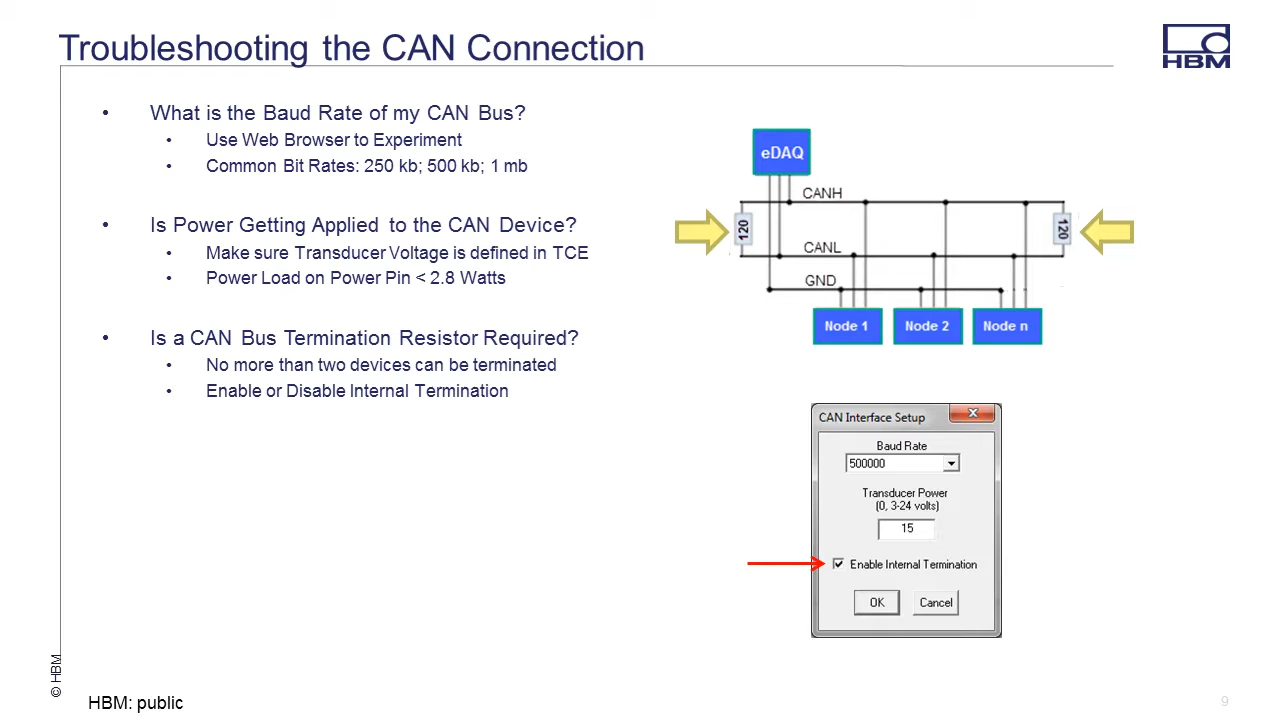 Troubleshooting the CAN Connection
HBM
• What is the Baud Rate of my CAN Bus?
• Use Web Browser to Experiment
• Common Bit Rates: 250 kb; 500 kb; 1 mb
• Is Power Getting Applied to the CAN Device?
• Make sure Transducer Voltage is defined in TCE
• Power Load on Power Pin < 2.8 Watts
• Is a CAN Bus Termination Resistor Required?
• No more than two devices can be terminated
• Enable or Disable Internal Termination
eDAQ
CANH
120
120
CANL
GND
Node 1
Node 2
Node n
CAN Interface Setup
Baud Rate
500000
Transducer Power
(0, 3-24 volts)
15
Enable Internal Termination
OK
Cancel
© HBM
HBM: public
9